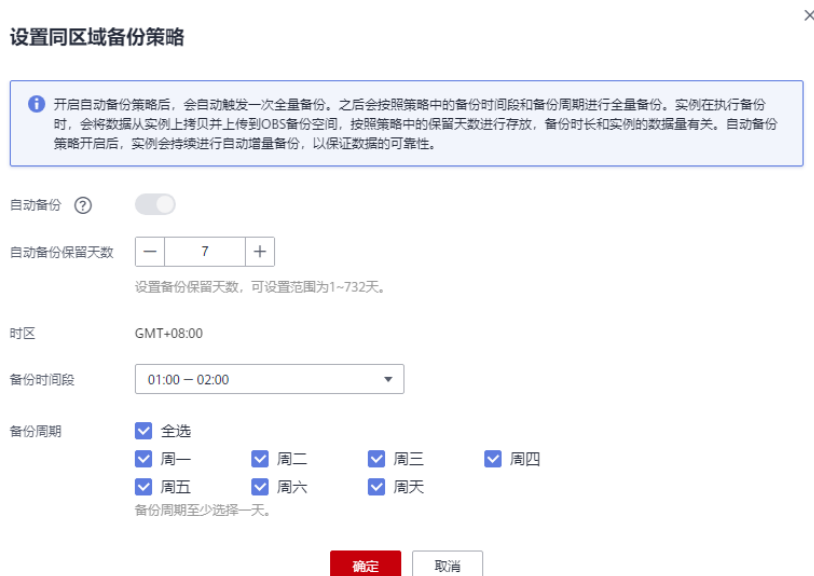 设置同区域备份策略
开启自动备份策略后，会自动触发一次全量备份。之后会按照策略中的备份时间段和备份周期进行全量备份。实例在执行备份
时，会将数据从实例上拷贝并上传到OBS备份空间，按照策略中的保留天数进行存放，备份时长和实例的数据量有关。自动备份
策略开启后，实例会持续进行自动增量备份，以保证数据的可靠性。
自动备份 ?
自动备份保留天数 — 7 +
设置备份保留天数，可设置范围为1~732天。
时区 GMT+08:00
备份时间段 01:00 — 02:00
备份周期 全选
周一 周二 周三 周四
周五 周六 周天
备份周期至少选择一天。
确定 取消